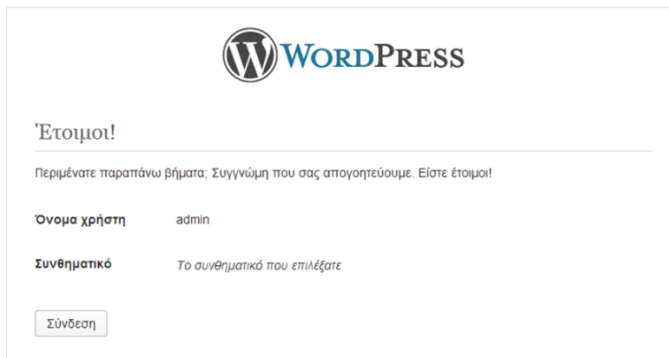 WORDPRESS
Έτοιμοι!
Περιμένατε παραπάνω βήματα; Συγγνώμη που σας απογοητεύουμε. Είστε έτοιμοι!
Όνομα χρήστη admin
Συνθηματικό Το συνθηματικό που επιλέξατε
Σύνδεση